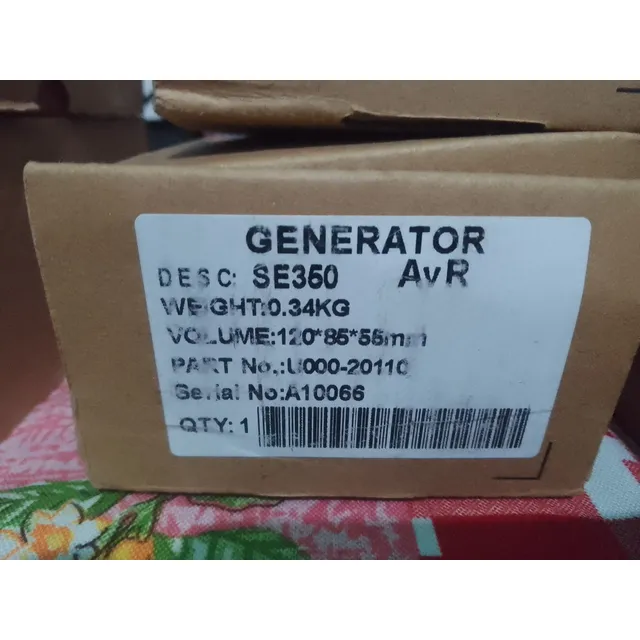 GENERATOR
DESC: SE350 AvR
WEIGHT:0.34KG
VOLUME:120*85*55mm
PART No,:U000-20110
Serial No:A10066
QTY: 1